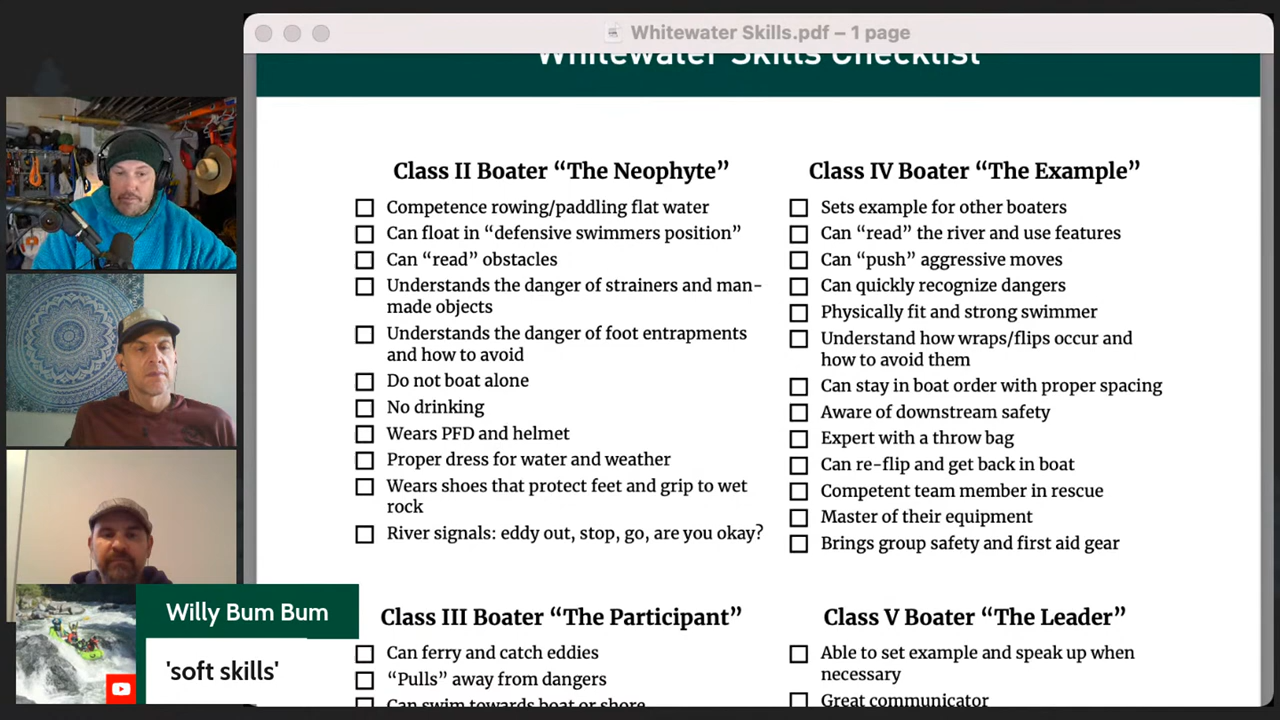 Whitewater Skills.pdf – 1 page
Whitewater Skills Checklist
Class II Boater “The Neophyte”
Competence rowing/paddling flat water
Can float in “defensive swimmers position”
Can “read” obstacles
Understands the danger of strainers and man-
made objects
Understands the danger of foot entrapments
and how to avoid
Do not boat alone
No drinking
Wears PFD and helmet
Proper dress for water and weather
Wears shoes that protect feet and grip to wet
rock
River signals: eddy out, stop, go, are you okay?
Class III Boater “The Participant”
Can ferry and catch eddies
“Pulls” away from dangers
Can swim towards boat or shore
Class IV Boater “The Example”
Sets example for other boaters
Can “read” the river and use features
Can “push” aggressive moves
Can quickly recognize dangers
Physically fit and strong swimmer
Understand how wraps/flips occur and
how to avoid them
Can stay in boat order with proper spacing
Aware of downstream safety
Expert with a throw bag
Can re-flip and get back in boat
Competent team member in rescue
Master of their equipment
Brings group safety and first aid gear
Class V Boater “The Leader”
Able to set example and speak up when
necessary
Great communicator
Willy Bum Bum
'soft skills'